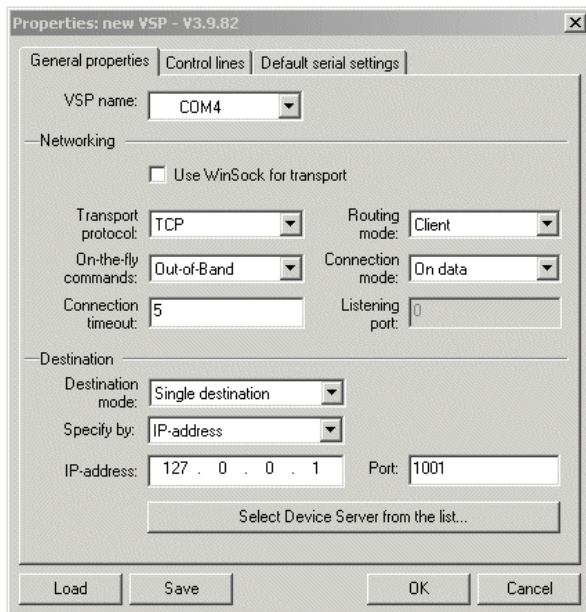 Properties: new VSP - V3.9.82
General properties Control lines Default serial settings
VSP name: COM4
Networking
Use WinSock for transport
Transport protocol: TCP Routing mode: Client
On-the-fly commands: Out-of-Band Connection mode: On data
Connection timeout: 5 Listening port: 0
Destination
Destination mode: Single destination
Specify by: IP-address
IP-address: 127 . 0 . 0 . 1 Port: 1001
Select Device Server from the list...
Load Save OK Cancel